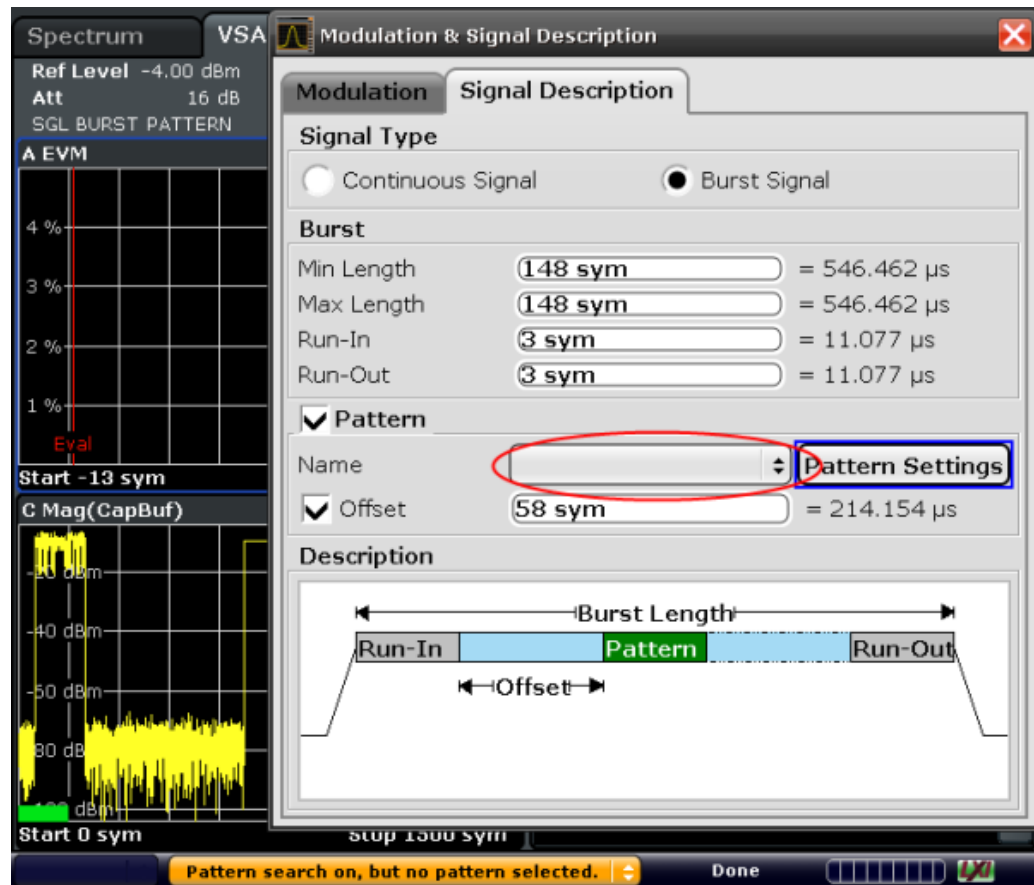 Spectrum VSA
Ref Level -4.00 dBm
Att 16 dB
SGL BURST PATTERN
A EVM
4 %
3 %
2 %
1 %
Eval
Start -13 sym
C Mag(CapBuf)
-40 dBm
Start 0 sym
Stop 1500 sym
Modulation & Signal Description
Modulation Signal Description
Signal Type
Continuous Signal Burst Signal
Burst
Min Length 148 sym = 546.462 µs
Max Length 148 sym = 546.462 µs
Run-In 3 sym = 11.077 µs
Run-Out 3 sym = 11.077 µs
Pattern
Name Pattern Settings
Offset 58 sym = 214.154 µs
Description
Burst Length
Run-In Pattern Run-Out
Offset
Pattern search on, but no pattern selected. Done LXI